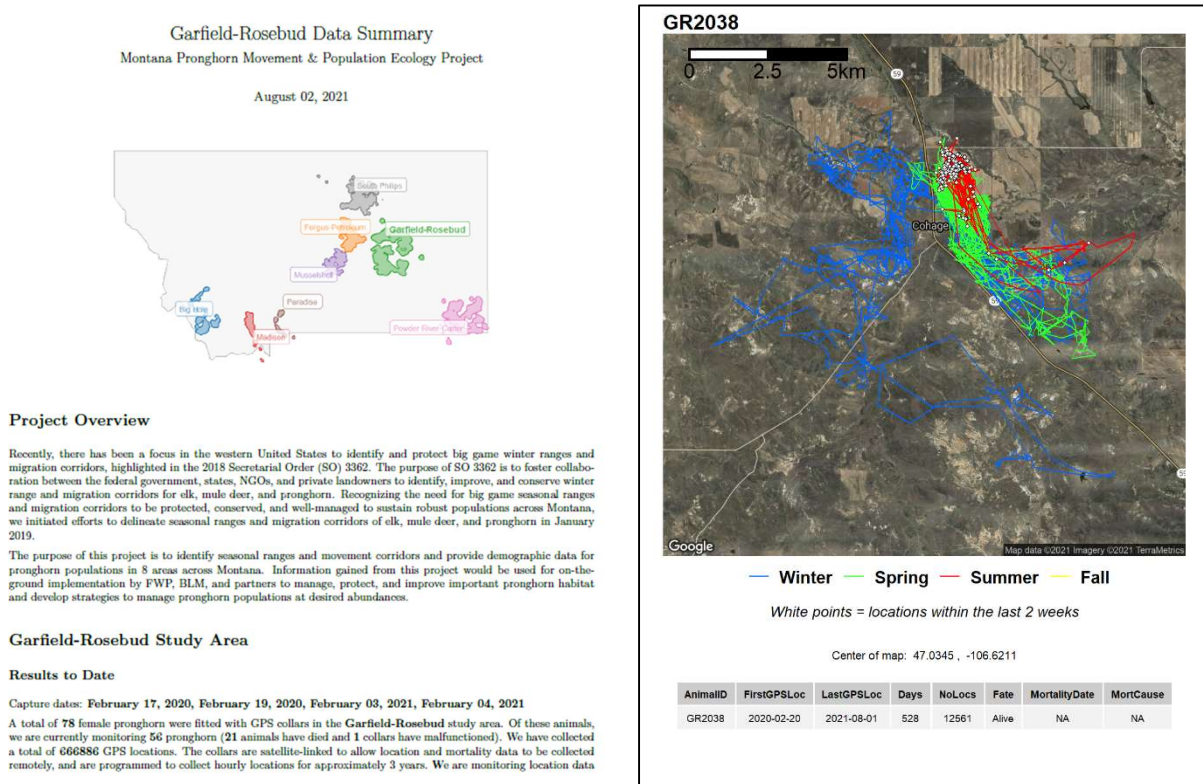 Garfield-Rosebud Data Summary
Montana Pronghorn Movement & Population Ecology Project
August 02, 2021
South Philips
Fergus Petroleum
Garfield-Rosebud
Musselshell
Big Hole
Paradise
Madison
Powder River Carter
Project Overview
Recently, there has been a focus in the western United States to identify and protect big game winter ranges and
migration corridors, highlighted in the 2018 Secretarial Order (SO) 3362. The purpose of SO 3362 is to foster collabo-
ration between the federal government, states, NGOs, and private landowners to identify, improve, and conserve winter
range and migration corridors for elk, mule deer, and pronghorn. Recognizing the need for big game seasonal ranges
and migration corridors to be protected, conserved, and well-managed to sustain robust populations across Montana,
we initiated efforts to delineate seasonal ranges and migration corridors of elk, mule deer, and pronghorn in January
2019.
The purpose of this project is to identify seasonal ranges and movement corridors and provide demographic data for
pronghorn populations in 8 areas across Montana. Information gained from this project would be used for on-the-
ground implementation by FWP, BLM, and partners to manage, protect, and improve important pronghorn habitat
and develop strategies to manage pronghorn populations at desired abundances.
Garfield-Rosebud Study Area
Results to Date
Capture dates: February 17, 2020, February 19, 2020, February 03, 2021, February 04, 2021
A total of 78 female pronghorn were fitted with GPS collars in the Garfield-Rosebud study area. Of these animals,
we are currently monitoring 56 pronghorn (21 animals have died and 1 collars have malfunctioned). We have collected
a total of 666886 GPS locations. The collars are satellite-linked to allow location and mortality data to be collected
remotely, and are programmed to collect hourly locations for approximately 3 years. We are monitoring location data
GR2038
0 2.5 5km
59
Cohagen
59
59
Google
Map data ©2021 Imagery ©2021 TerraMetrics
Winter Spring Summer Fall
White points = locations within the last 2 weeks
Center of map: 47.0345 , -106.6211
AnimalID FirstGPSLoc LastGPSLoc Days NoLocs Fate MortalityDate MortCause
GR2038 2020-02-20 2021-08-01 528 12561 Alive NA NA